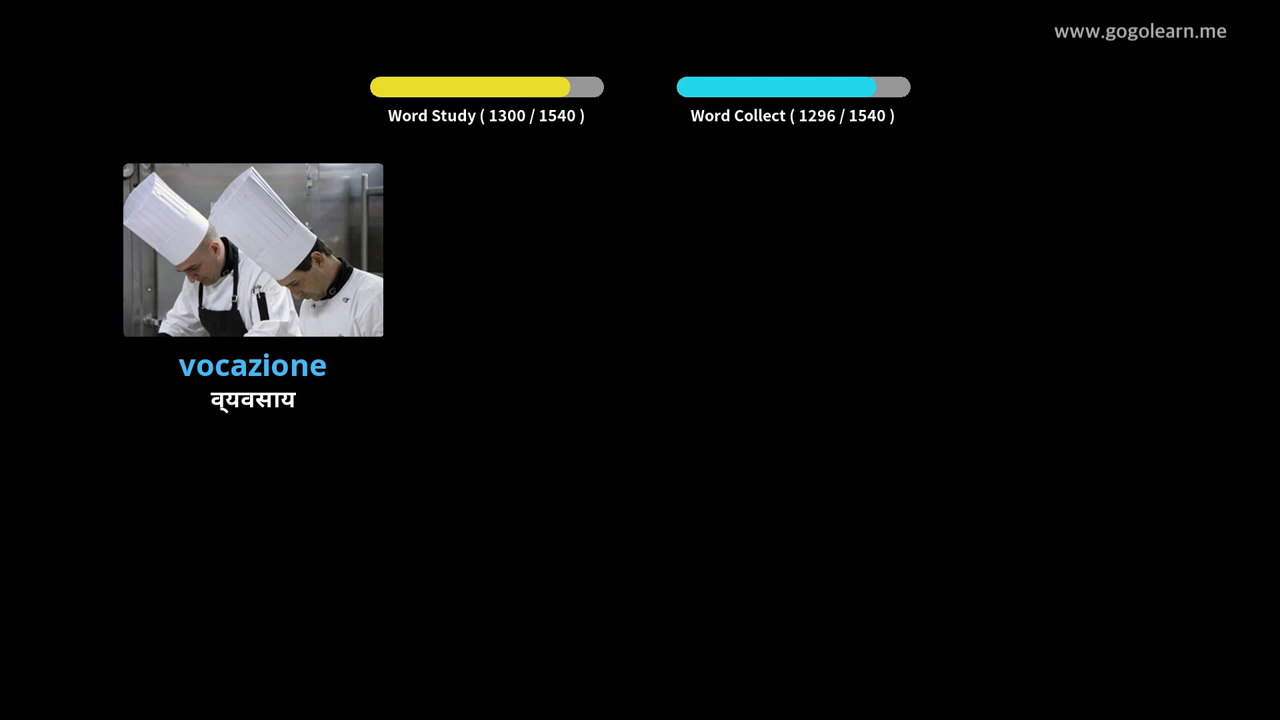 www.gogolearn.me
Word Study ( 1300 / 1540 )
Word Collect ( 1296 / 1540 )
vocazione
व्यवसाय